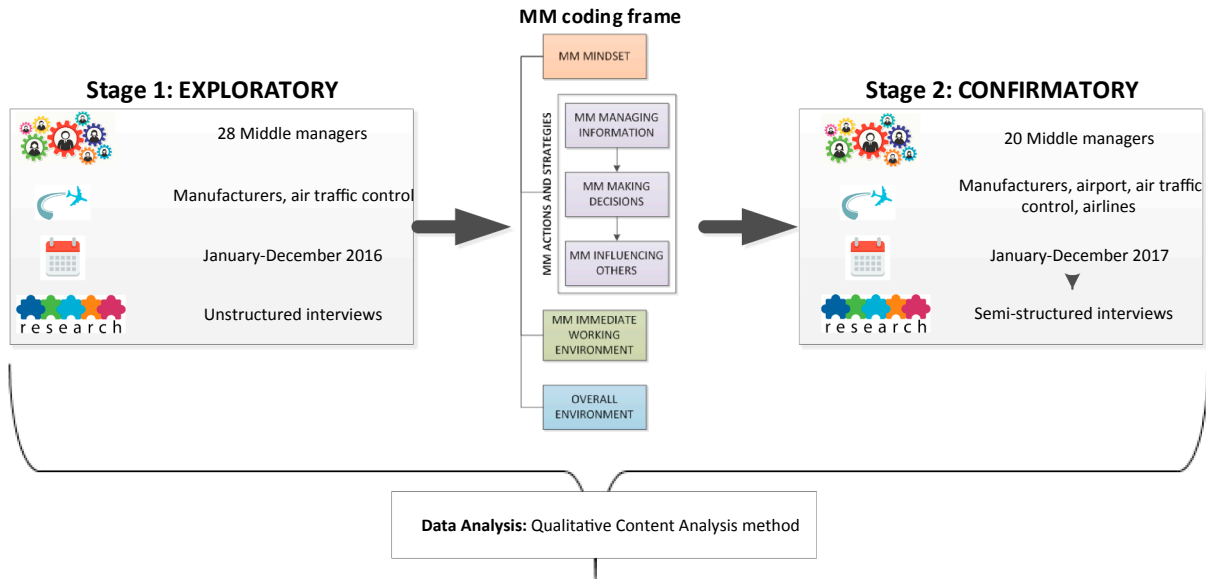 MM coding frame
MM MINDSET
Stage 1: EXPLORATORY
28 Middle managers
Manufacturers, air traffic control
January-December 2016
research
Unstructured interviews
MM ACTIONS AND STRATEGIES
MM MANAGING
INFORMATION
MM MAKING
DECISIONS
MM INFLUENCING
OTHERS
MM IMMEDIATE
WORKING
ENVIRONMENT
OVERALL
ENVIRONMENT
Stage 2: CONFIRMATORY
20 Middle managers
Manufacturers, airport, air traffic
control, airlines
January-December 2017
research
Semi-structured interviews
Data Analysis: Qualitative Content Analysis method